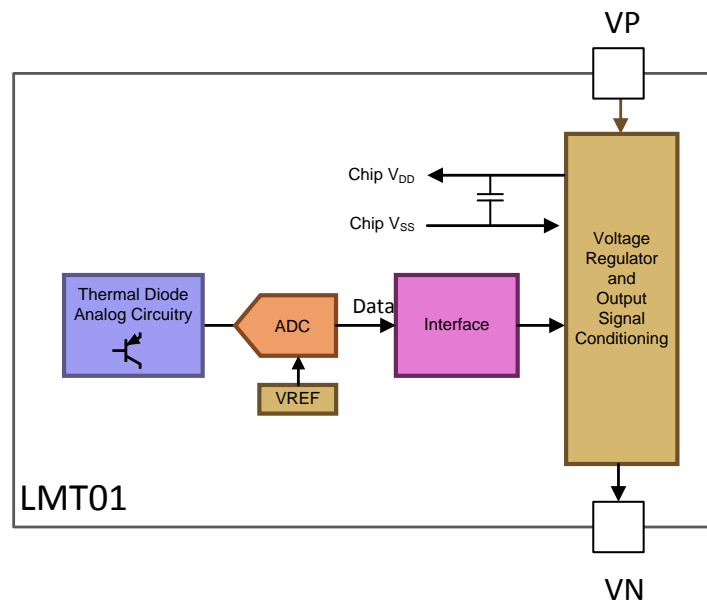 VP
Chip VDD
Chip VSS
Voltage
Regulator
and
Output
Signal
Conditioning
Thermal Diode
Analog Circuitry
ADC
Data
Interface
VREF
LMT01
VN